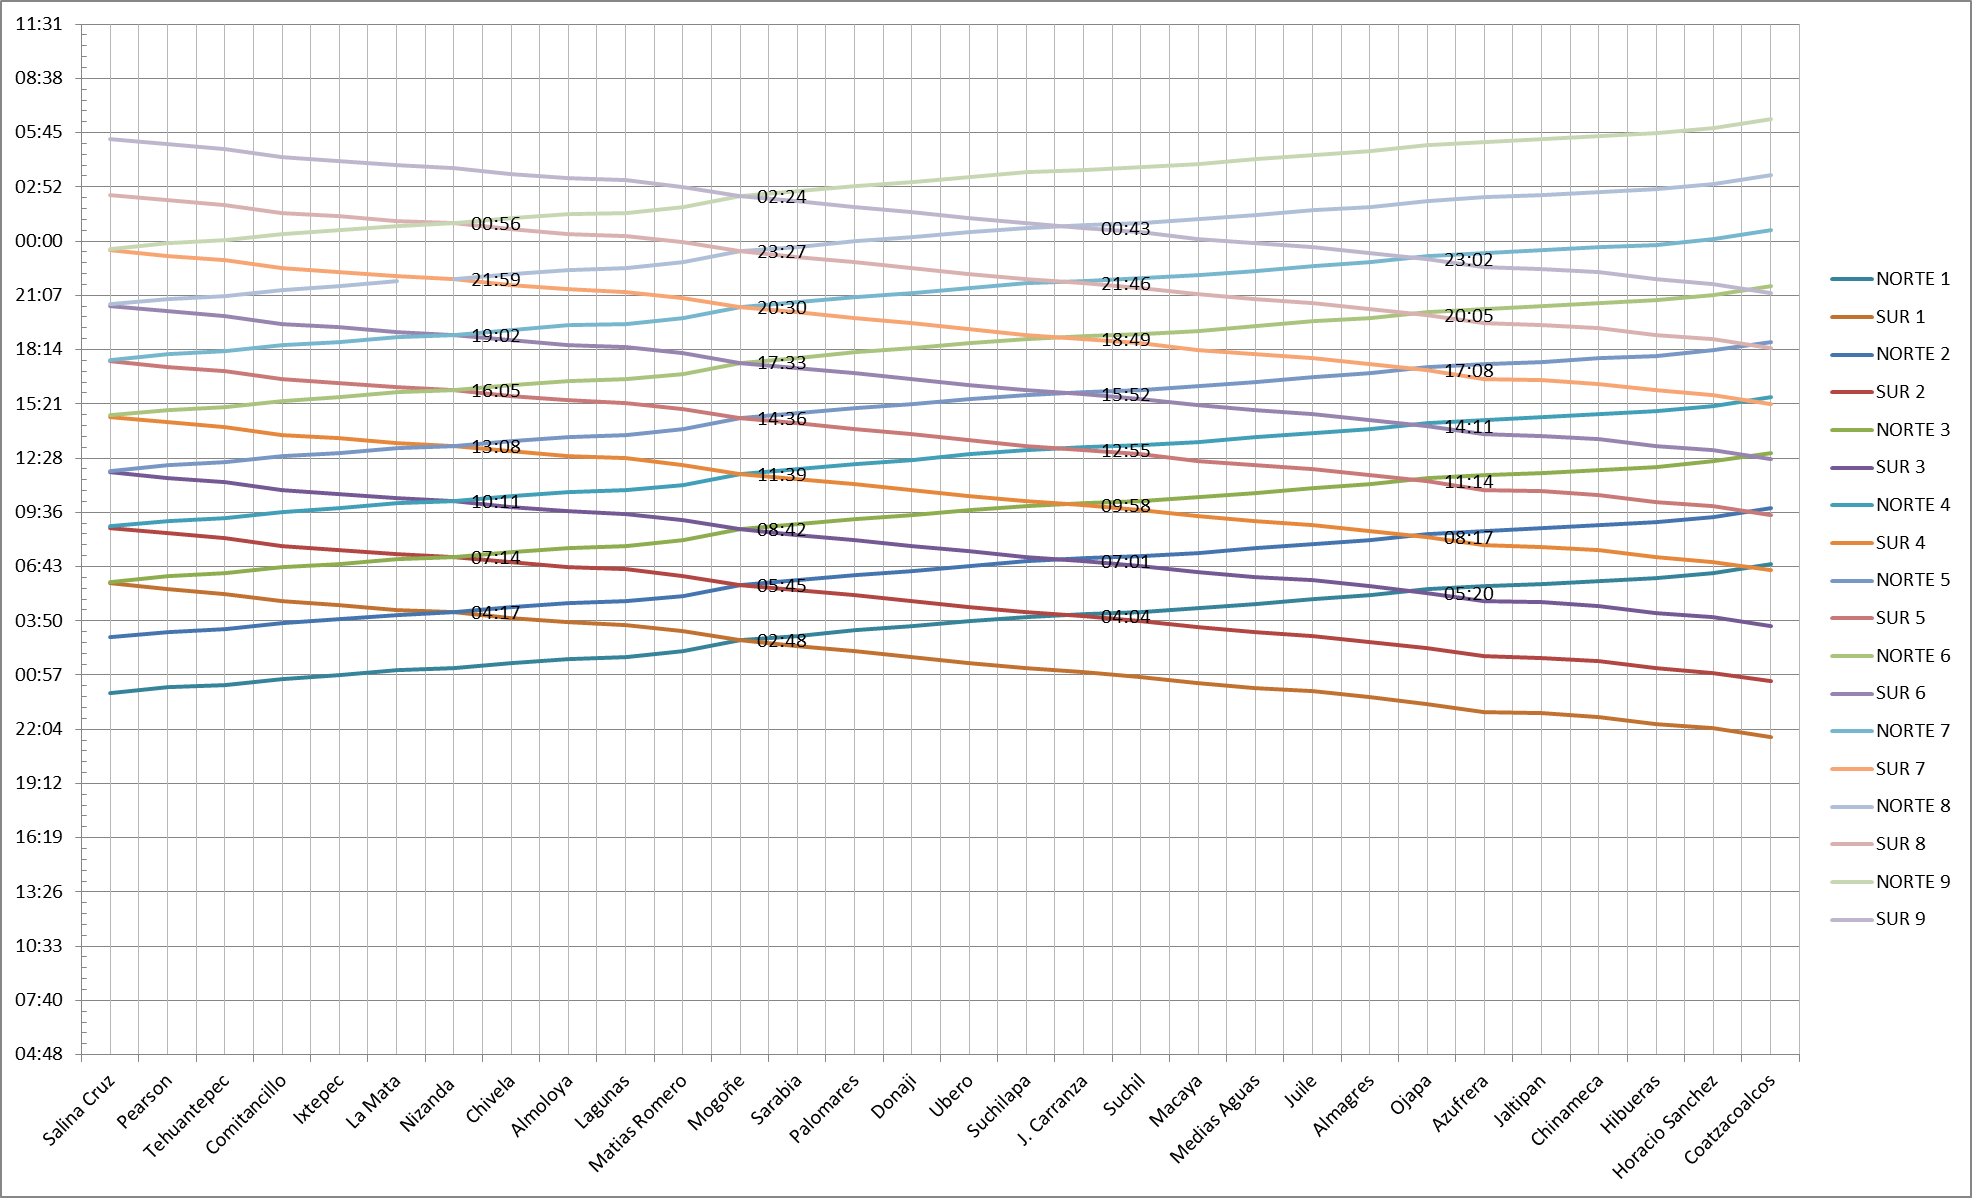 11:31
08:38
05:45
02:52
00:00
21:07
18:14
15:21
12:28
09:36
06:43
03:50
00:57
22:04
19:12
16:19
13:26
10:33
07:40
04:48
02:24
00:56
00:43
23:27
23:02
21:59
21:46
20:30
20:05
19:02
18:49
17:33
17:08
16:05
15:52
14:36
14:11
13:08
12:55
11:39
11:14
10:11
09:58
08:42
08:17
07:14
07:01
05:45
05:20
04:17
04:04
02:48
Salina Cruz
Pearson
Tehuantepec
Comitancillo
Ixtepec
La Mata
Nizanda
Chivela
Almoloya
Lagunas
Matias Romero
Mogoñe
Sarabia
Palomares
Donaji
Ubero
Suchilapa
J. Carranza
Suchil
Macaya
Medias Aguas
Juile
Almagres
Ojapa
Azufrera
Jaltipan
Chinameca
Hibueras
Horacio Sanchez
Coatzacoalcos
NORTE 1
SUR 1
NORTE 2
SUR 2
NORTE 3
SUR 3
NORTE 4
SUR 4
NORTE 5
SUR 5
NORTE 6
SUR 6
NORTE 7
SUR 7
NORTE 8
SUR 8
NORTE 9
SUR 9